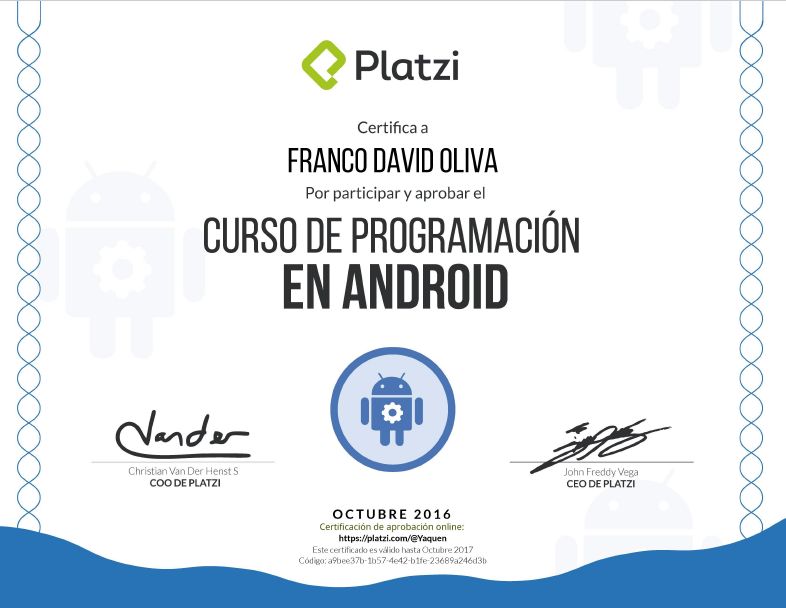 Platzi
Certifica a
FRANCO DAVID OLIVA
Por participar y aprobar el
CURSO DE PROGRAMACIÓN
EN ANDROID
Vander
Christian Van Der Henst S
COO DE PLATZI
John Freddy Vega
CEO DE PLATZI
OCTUBRE 2016
Certificación de aprobación online:
https://platzi.com/@Yaquen
Este certificado es válido hasta Octubre 2017
Código: a9bee37b-1b57-4e42-b1fe-23689a246d3b